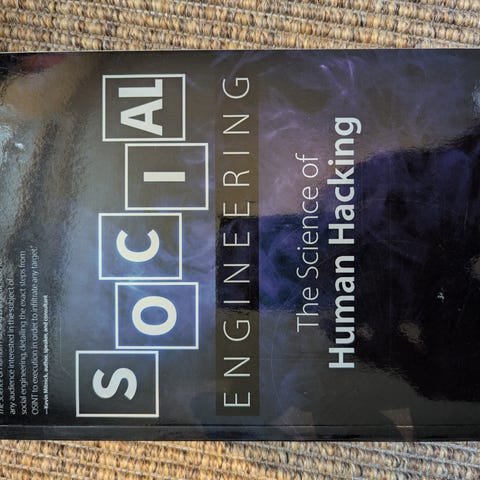 any audience interested in the subject of
social engineering, detailing the exact steps from
OSINT to execution in order to infiltrate any target."
—Kevin Mitnick, author, speaker, and consultant
SOCIAL
ENGINEERING
The Science of
Human Hacking